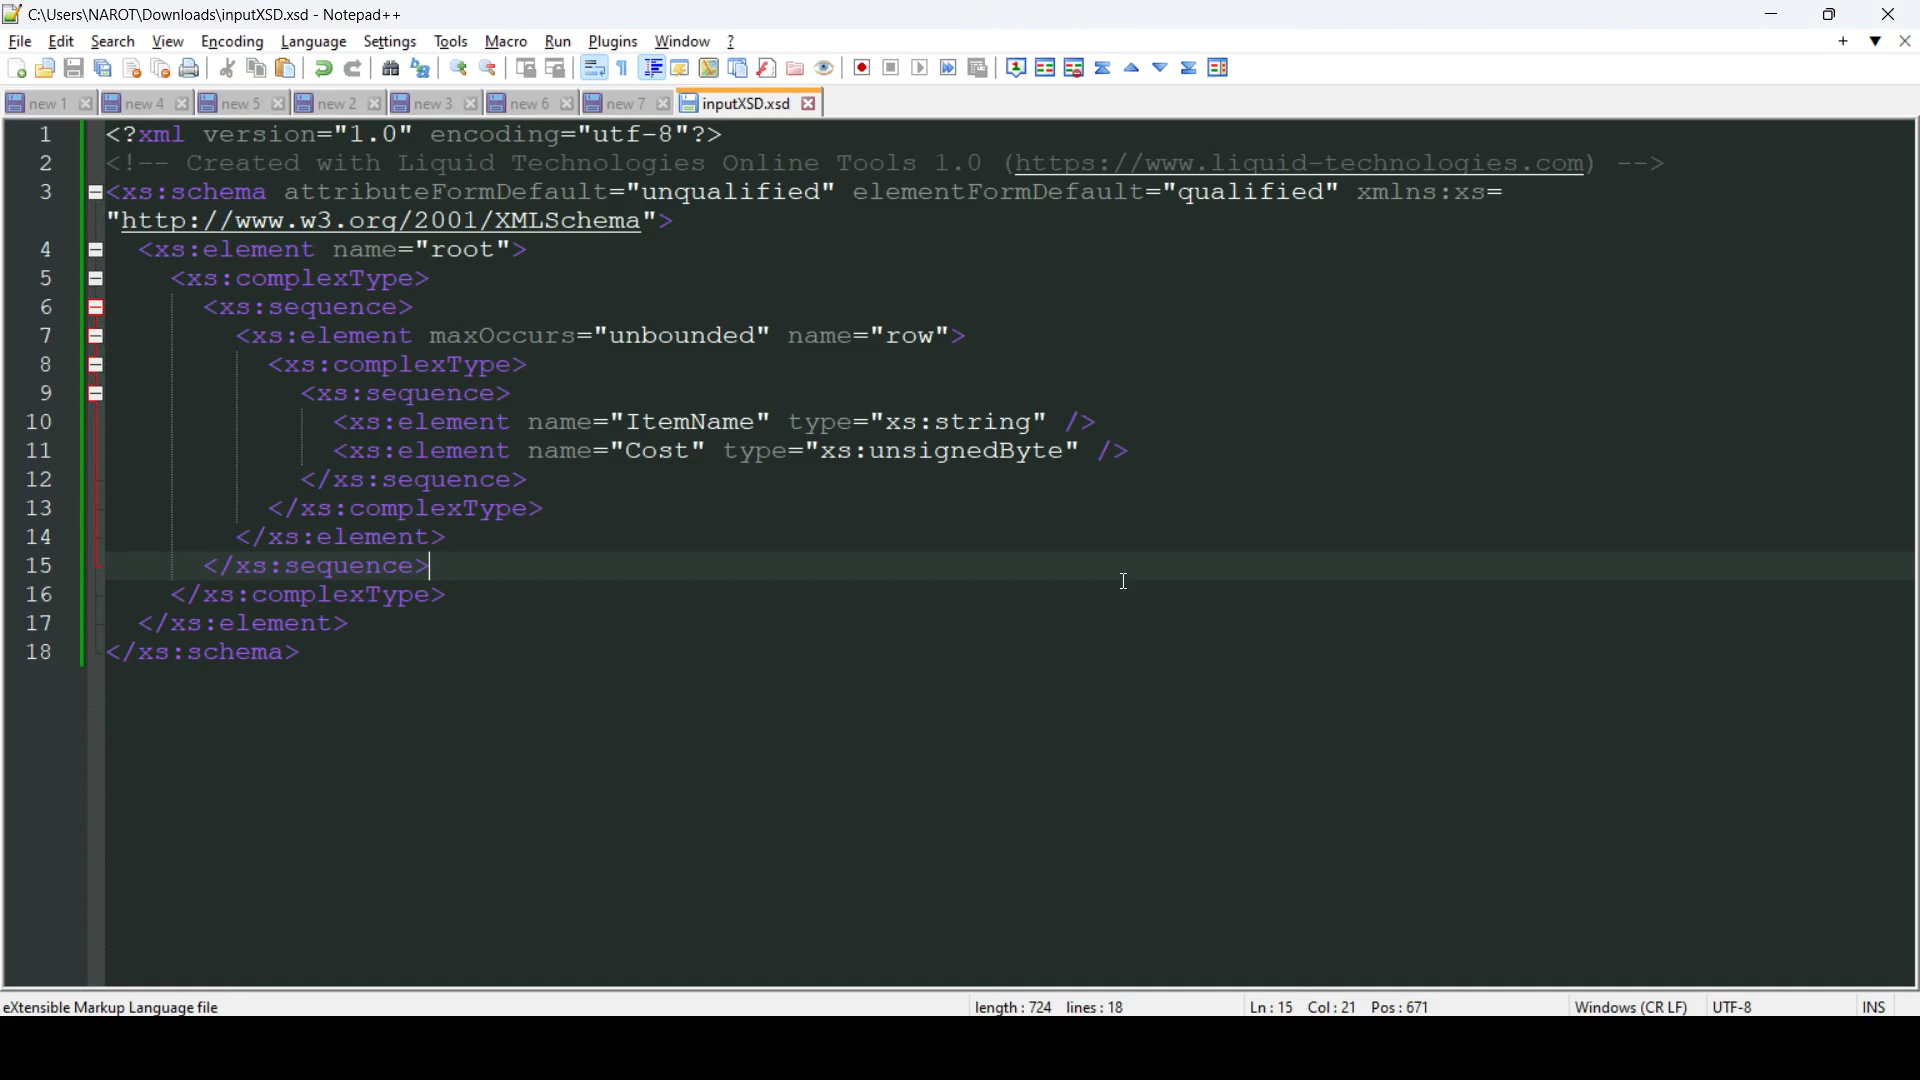 C:\Users\NAROT\Downloads\inputXSD.xsd - Notepad++
File Edit Search View Encoding Language Settings Tools Macro Run Plugins Window ?
new 1 new 4 new 5 new 2 new 3 new 6 new 7 inputXSD.xsd
1 <?xml version="1.0" encoding="utf-8"?>
2 <!-- Created with Liquid Technologies Online Tools 1.0 (https://www.liquid-technologies.com) -->
3 <xs:schema attributeFormDefault="unqualified" elementFormDefault="qualified" xmlns:xs=
"http://www.w3.org/2001/XMLSchema">
4 <xs:element name="root">
5 <xs:complexType>
6 <xs:sequence>
7 <xs:element maxOccurs="unbounded" name="row">
8 <xs:complexType>
9 <xs:sequence>
10 <xs:element name="ItemName" type="xs:string" />
11 <xs:element name="Cost" type="xs:unsignedByte" />
12 </xs:sequence>
13 </xs:complexType>
14 </xs:element>
15 </xs:sequence>
16 </xs:complexType>
17 </xs:element>
18 </xs:schema>
eXtensible Markup Language file length : 724 lines : 18 Ln : 15 Col : 21 Pos : 671 Windows (CR LF) UTF-8 INS